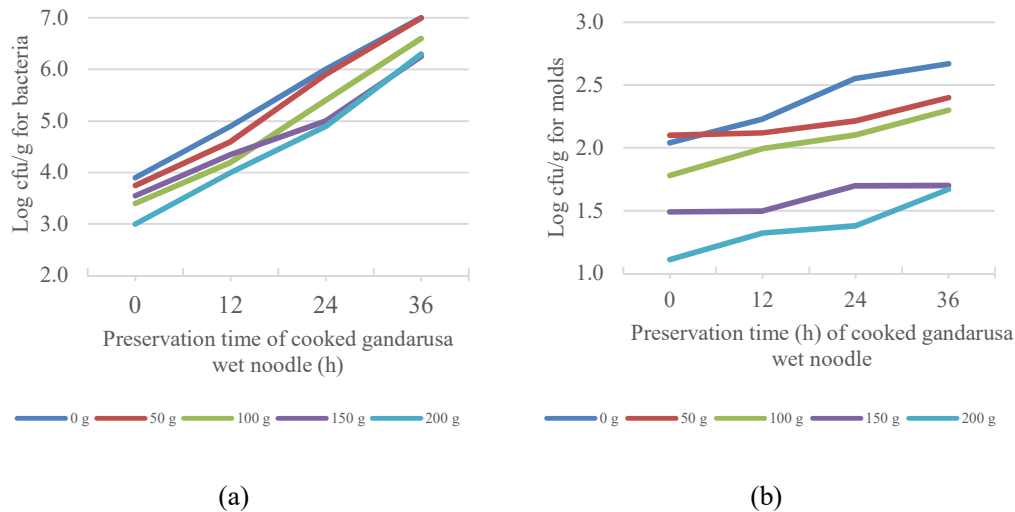 7.0
6.0
5.0
4.0
3.0
2.0
Log cfu/g for bacteria
0 12 24 36
Preservation time of cooked gandarusa
wet noodle (h)
0 g 50 g 100 g 150 g 200 g
(a)
3.0
2.5
2.0
1.5
1.0
Log cfu/g for molds
0 12 24 36
Preservation time (h) of cooked gandarusa
wet noodle
0 g 50 g 100 g 150 g 200 g
(b)